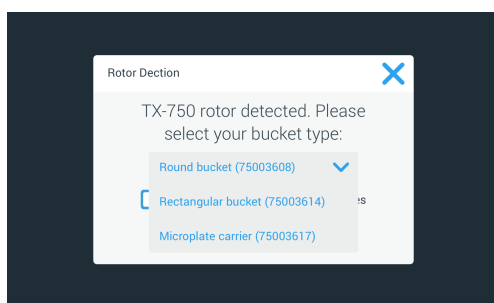 Rotor Dection
TX-750 rotor detected. Please
select your bucket type:
Round bucket (75003608)
Rectangular bucket (75003614)
Microplate carrier (75003617)